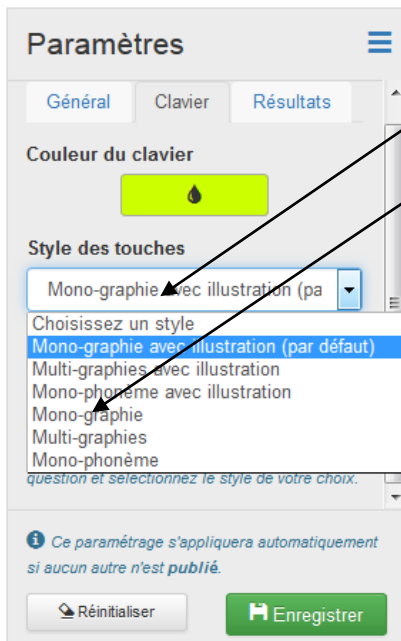 Paramètres
Général Clavier Résultats
Couleur du clavier
Style des touches
Mono-graphie avec illustration (pa
Choisissez un style
Mono-graphie avec illustration (par défaut)
Multi-graphies avec illustration
Mono-phonème avec illustration
Mono-graphie
Multi-graphies
Mono-phonème
question et sélectionnez le style de votre choix.
Ce paramétrage s'appliquera automatiquement
si aucun autre n'est publié.
Réinitialiser Enregistrer